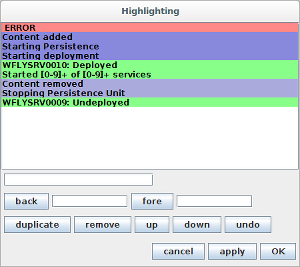 Highlighting
ERROR
Content added
Starting Persistence
Starting deployment
WFLYSRV0010: Deployed
Started [0-9]+ of [0-9]+ services
Content removed
Stopping Persistence Unit
WFLYSRV0009: Undeployed
back fore
duplicate remove up down undo
cancel apply OK